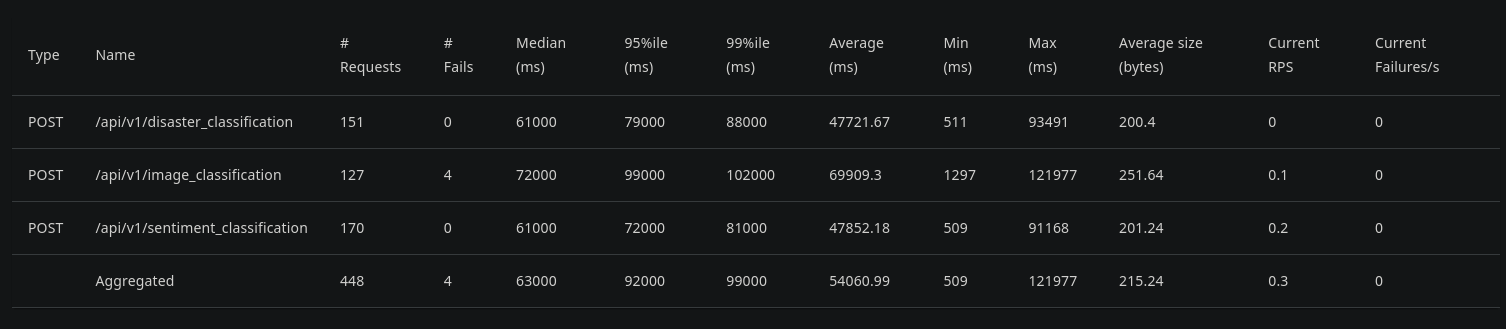 Type Name # Requests # Fails Median (ms) 95%ile (ms) 99%ile (ms) Average (ms) Min (ms) Max (ms) Average size (bytes) Current RPS Current Failures/s
POST /api/v1/disaster_classification 151 0 61000 79000 88000 47721.67 511 93491 200.4 0 0
POST /api/v1/image_classification 127 4 72000 99000 102000 69909.3 1297 121977 251.64 0.1 0
POST /api/v1/sentiment_classification 170 0 61000 72000 81000 47852.18 509 91168 201.24 0.2 0
Aggregated 448 4 63000 92000 99000 54060.99 509 121977 215.24 0.3 0